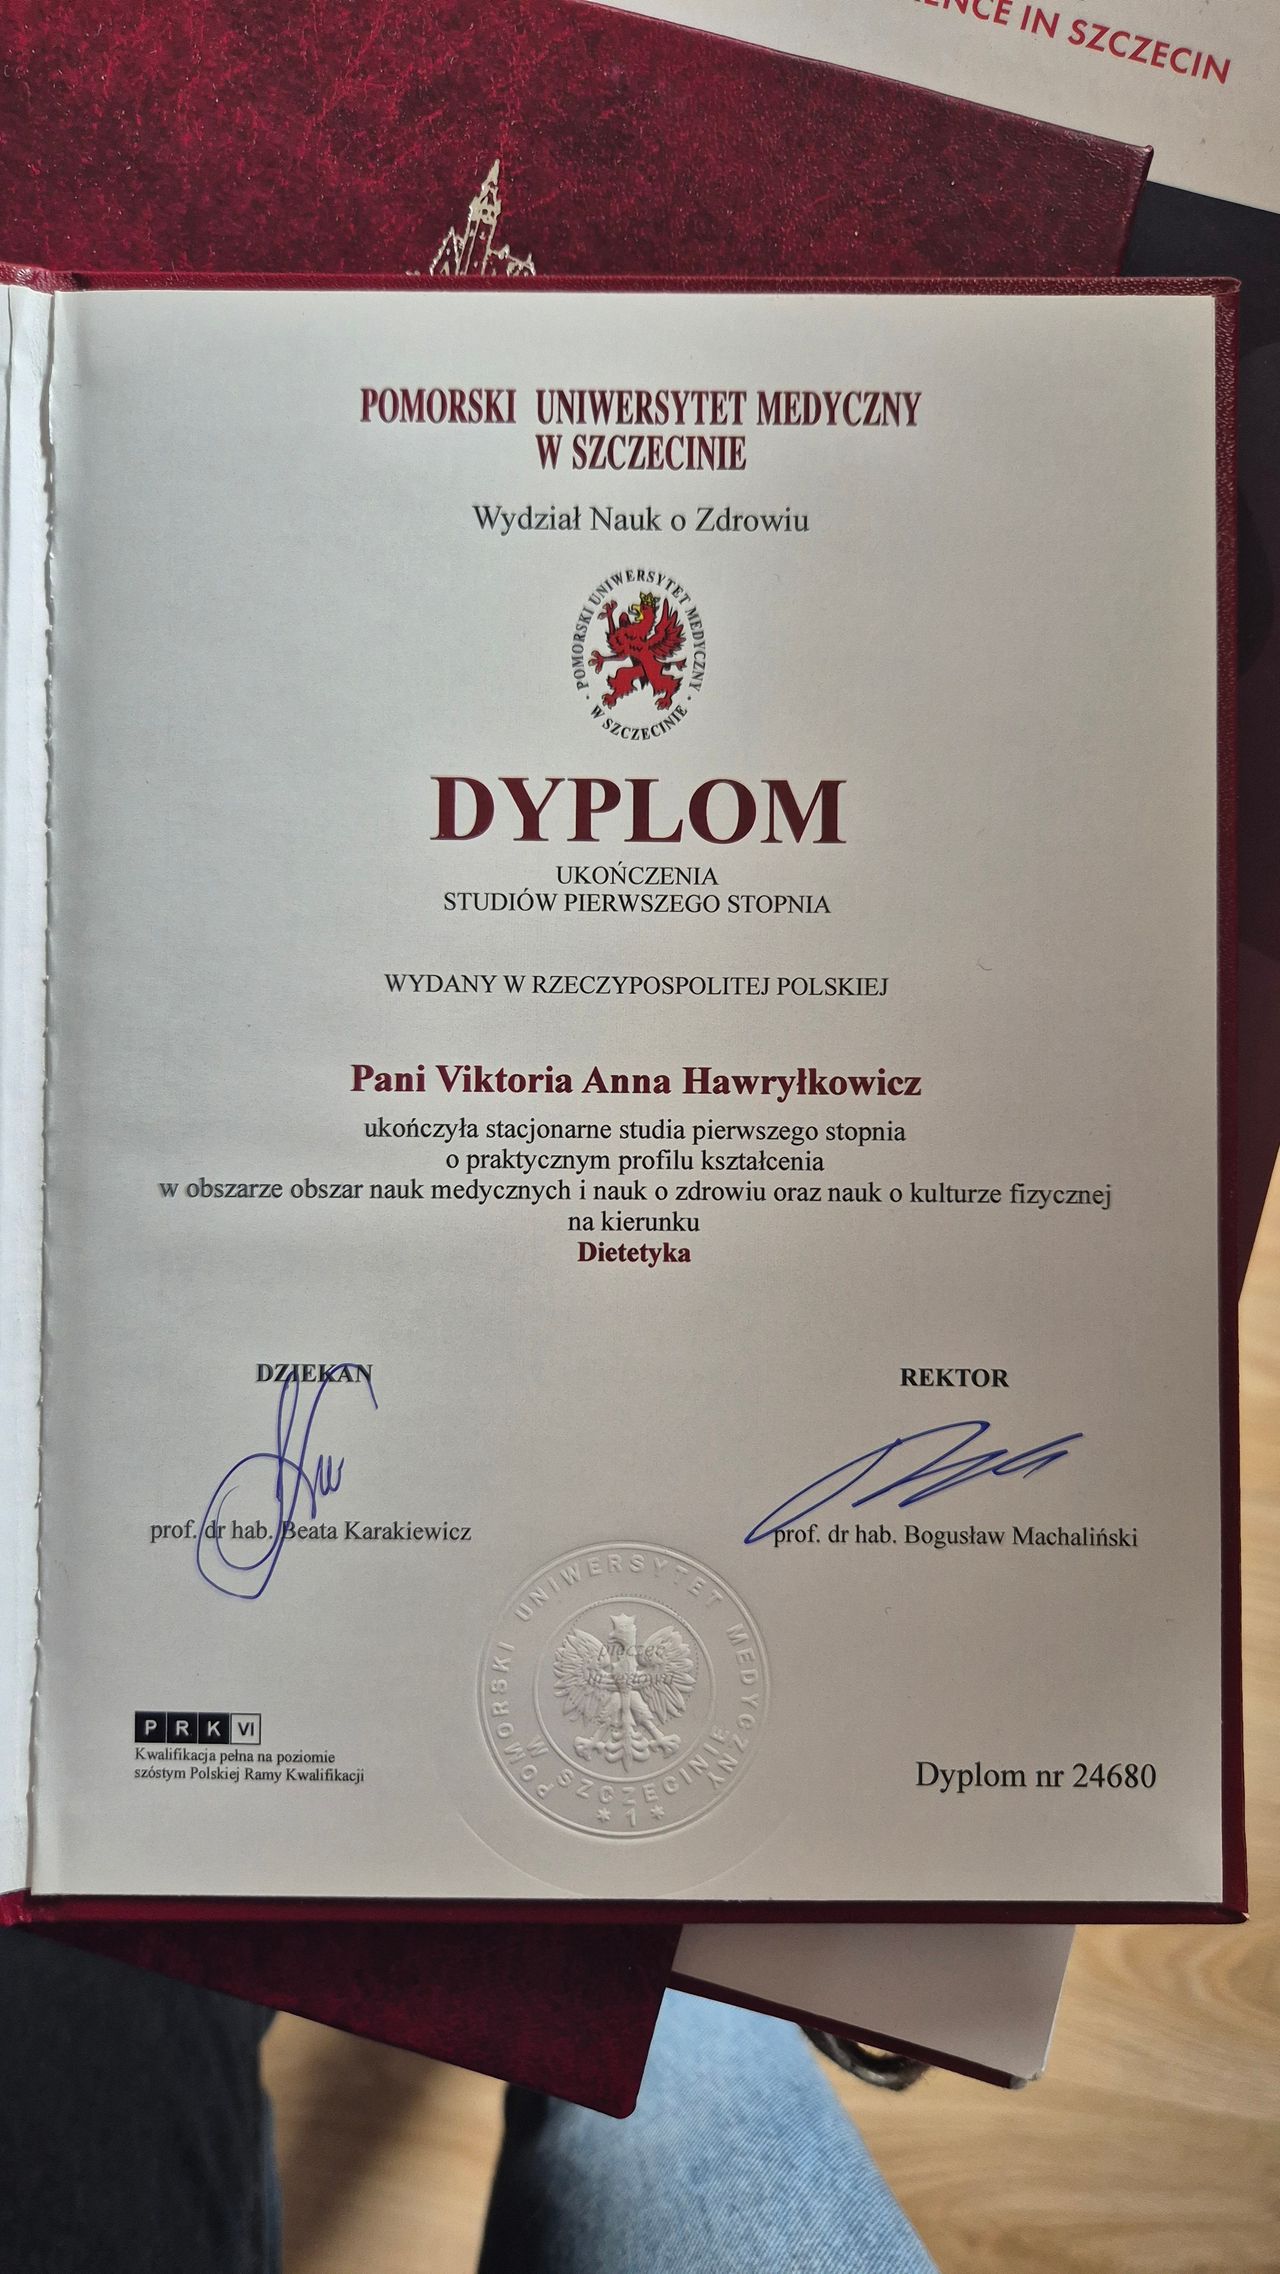 ENCE IN SZCZECIN
POMORSKI UNIWERSYTET MEDYCZNY
W SZCZECINIE
Wydział Nauk o Zdrowiu
POMORSKI UNIWERSYTET MEDYCZNY
W SZCZECINIE
DYPLOM
UKOŃCZENIA
STUDIÓW PIERWSZEGO STOPNIA
WYDANY W RZECZYPOSPOLITEJ POLSKIEJ
Pani Viktoria Anna Hawryłkowicz
ukończyła stacjonarne studia pierwszego stopnia
o praktycznym profilu kształcenia
w obszarze obszar nauk medycznych i nauk o zdrowiu oraz nauk o kulturze fizycznej
na kierunku
Dietetyka
DZIEKAN
prof. dr hab. Beata Karakiewicz
REKTOR
prof. dr hab. Bogusław Machaliński
POMORSKI UNIWERSYTET MEDYCZNY
W SZCZECINIE
* 1 *
pieczęć
urzędowa
PRK VI
Kwalifikacja pełna na poziomie
szóstym Polskiej Ramy Kwalifikacji
Dyplom nr 24680